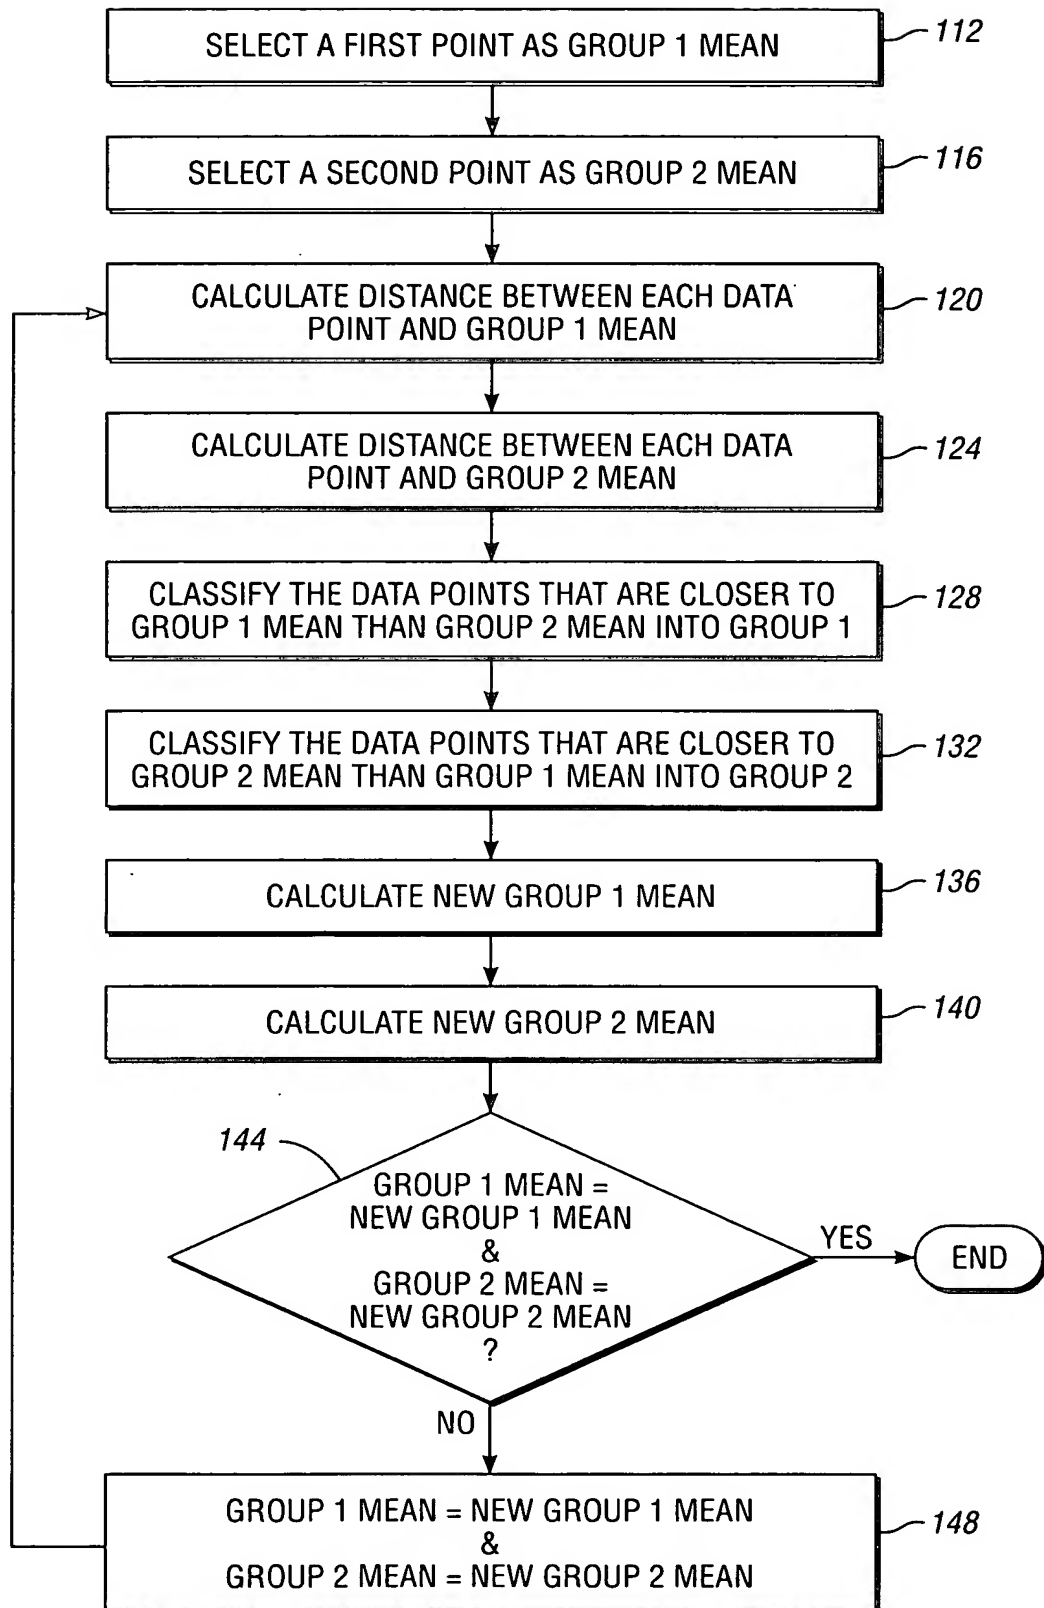 SELECT A FIRST POINT AS GROUP 1 MEAN
112
SELECT A SECOND POINT AS GROUP 2 MEAN
116
CALCULATE DISTANCE BETWEEN EACH DATA
POINT AND GROUP 1 MEAN
120
CALCULATE DISTANCE BETWEEN EACH DATA
POINT AND GROUP 2 MEAN
124
CLASSIFY THE DATA POINTS THAT ARE CLOSER TO
GROUP 1 MEAN THAN GROUP 2 MEAN INTO GROUP 1
128
CLASSIFY THE DATA POINTS THAT ARE CLOSER TO
GROUP 2 MEAN THAN GROUP 1 MEAN INTO GROUP 2
132
CALCULATE NEW GROUP 1 MEAN
136
CALCULATE NEW GROUP 2 MEAN
140
144
GROUP 1 MEAN =
NEW GROUP 1 MEAN
&
GROUP 2 MEAN =
NEW GROUP 2 MEAN
?
YES
END
NO
GROUP 1 MEAN = NEW GROUP 1 MEAN
&
GROUP 2 MEAN = NEW GROUP 2 MEAN
148